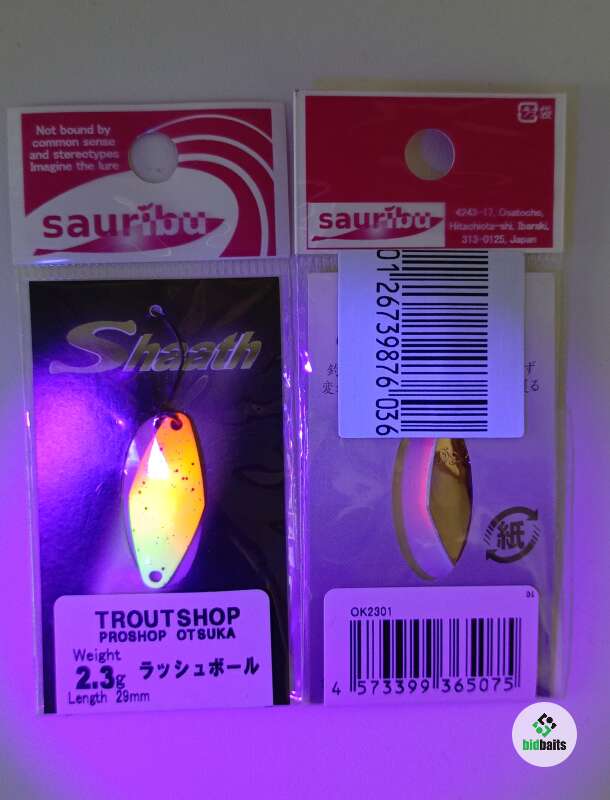 Not bound by
common sense
and stereotypes
Imagine the lure
sauribu
Shaath
TROUTSHOP
PROSHOP OTSUKA
Weight
2.3g
ラッシュボール
Length 29mm
袋
sauribu
4243-17, Osatocho,
Hitachiota-shi, Ibaraki,
313-0125, Japan
0126739876036
紙
OK2301
4 573399 365075
bidbaits